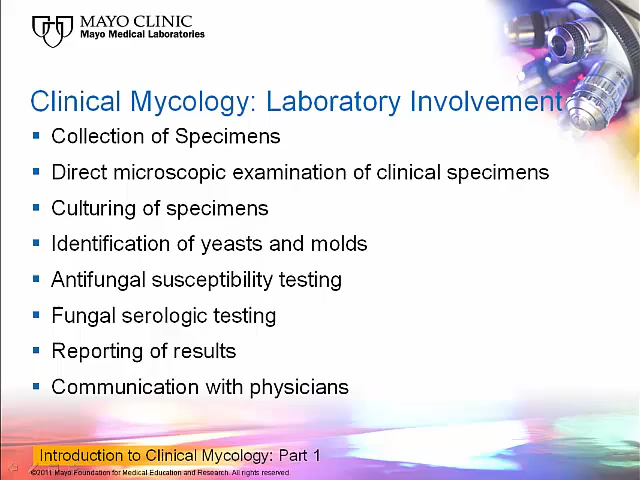 MAYO CLINIC
Mayo Medical Laboratories
Clinical Mycology: Laboratory Involvement
Collection of Specimens
Direct microscopic examination of clinical specimens
Culturing of specimens
Identification of yeasts and molds
Antifungal susceptibility testing
Fungal serologic testing
Reporting of results
Communication with physicians
Introduction to Clinical Mycology: Part 1
©2011 Mayo Foundation for Medical Education and Research. All rights reserved.